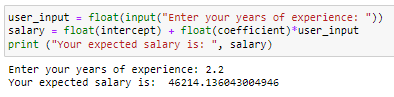 user_input = float(input("Enter your years of experience: "))
salary = float(intercept) + float(coefficient)*user_input
print ("Your expected salary is: ", salary)
Enter your years of experience: 2.2
Your expected salary is:  46214.136043004946